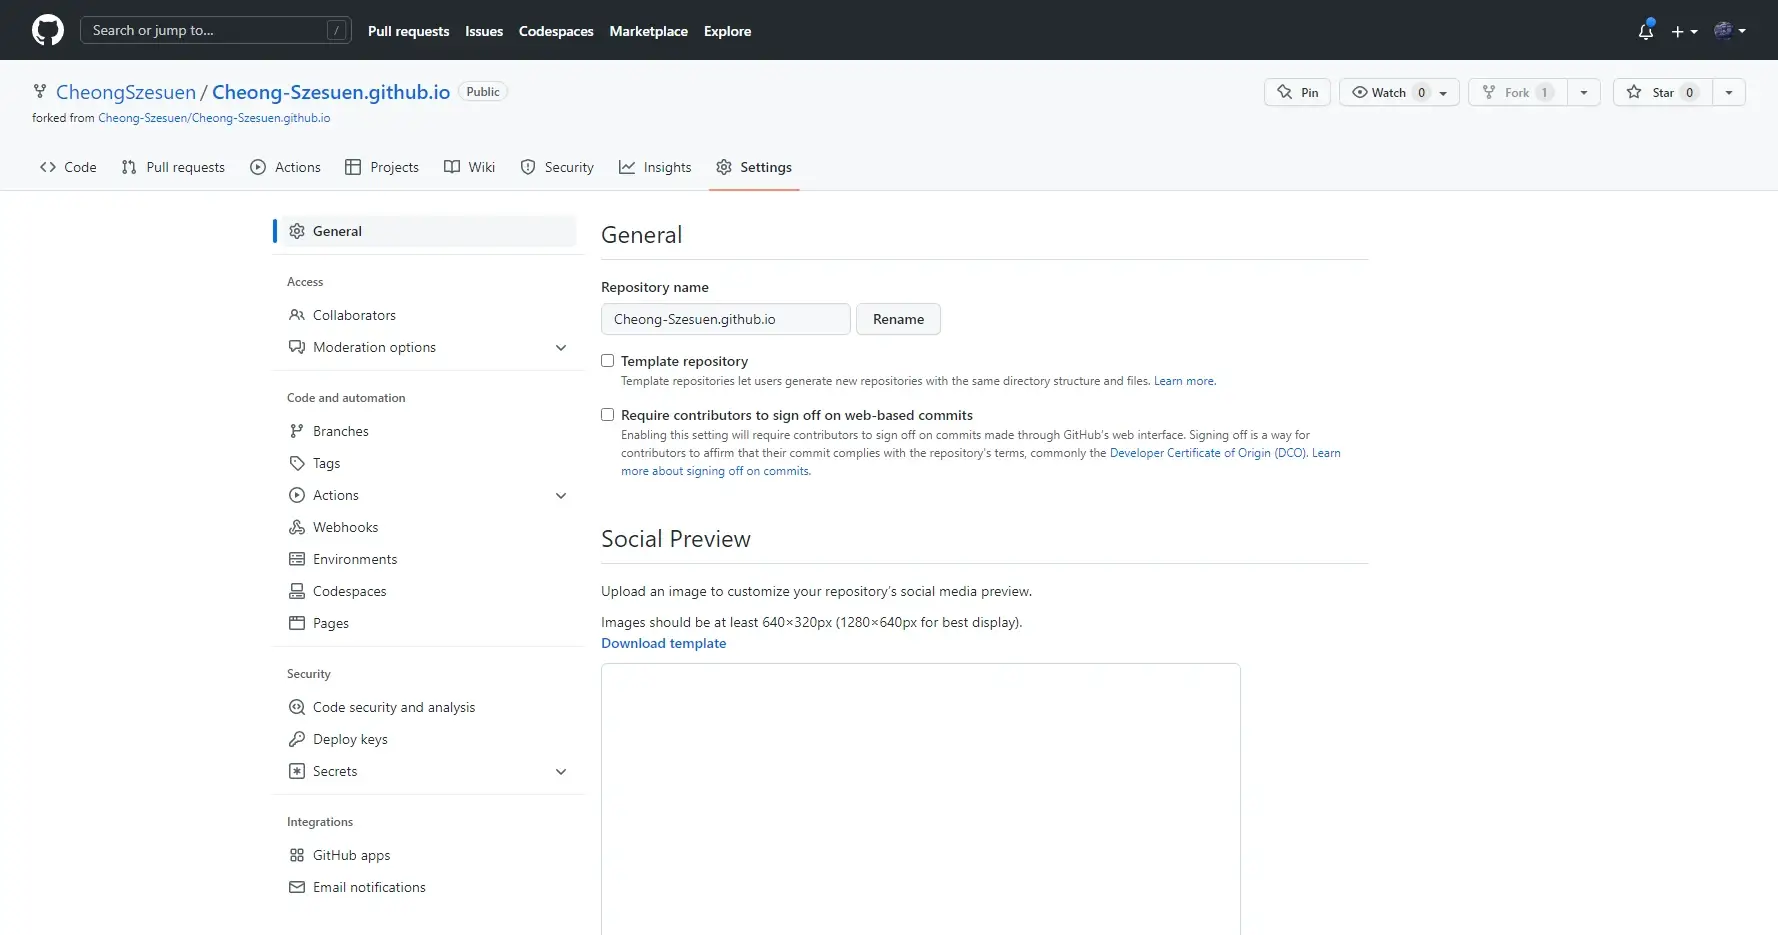 Search or jump to... /
Pull requests Issues Codespaces Marketplace Explore
CheongSzesuen / Cheong-Szesuen.github.io Public
Pin Watch 0 Fork 1 Star 0
forked from Cheong-Szesuen/Cheong-Szesuen.github.io
Code Pull requests Actions Projects Wiki Security Insights Settings
General
Access
Collaborators
Moderation options
Code and automation
Branches
Tags
Actions
Webhooks
Environments
Codespaces
Pages
Security
Code security and analysis
Deploy keys
Secrets
Integrations
GitHub apps
Email notifications
General
Repository name
Cheong-Szesuen.github.io Rename
Template repository
Template repositories let users generate new repositories with the same directory structure and files. Learn more.
Require contributors to sign off on web-based commits
Enabling this setting will require contributors to sign off on commits made through GitHub's web interface. Signing off is a way for
contributors to affirm that their commit complies with the repository's terms, commonly the Developer Certificate of Origin (DCO). Learn
more about signing off on commits.
Social Preview
Upload an image to customize your repository's social media preview.
Images should be at least 640×320px (1280×640px for best display).
Download template